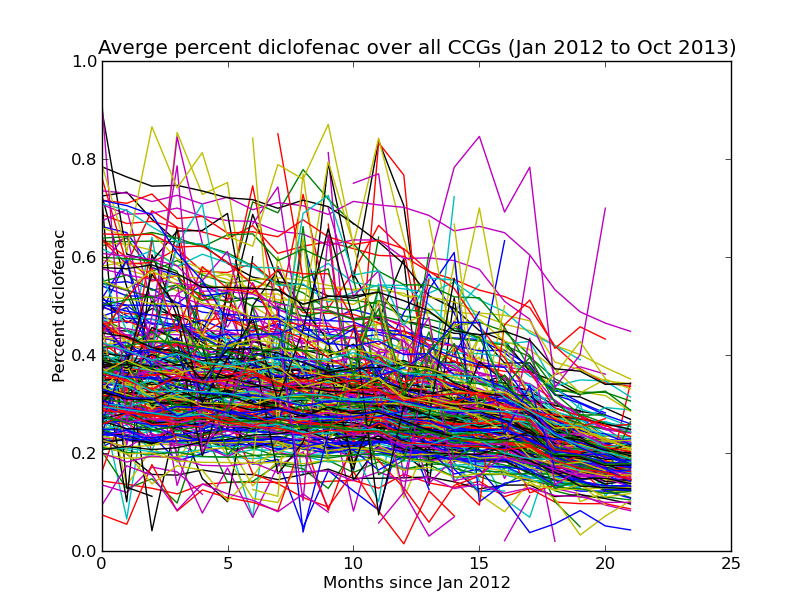 Averge percent diclofenac over all CCGs (Jan 2012 to Oct 2013)
1.0
0.8
0.6
0.4
0.2
0.0
Percent diclofenac
0 5 10 15 20 25
Months since Jan 2012